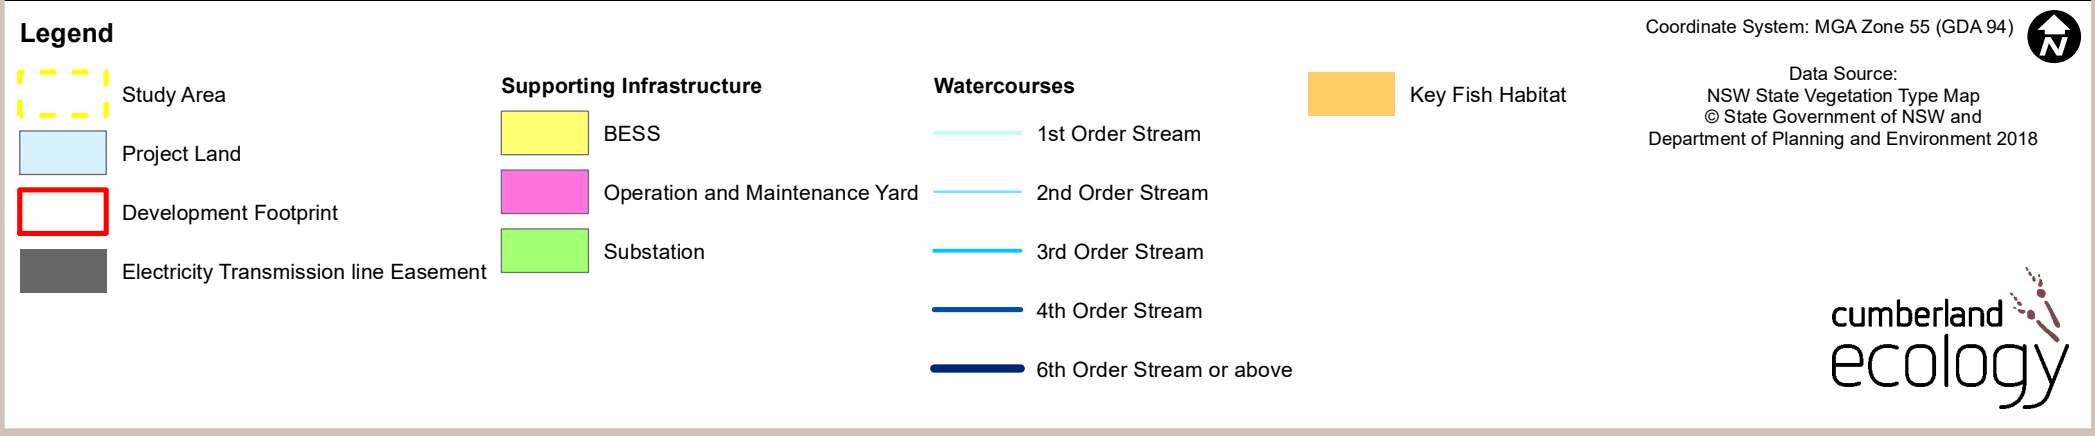 Legend
Study Area
Project Land
Development Footprint
Electricity Transmission line Easement
Supporting Infrastructure
BESS
Operation and Maintenance Yard
Substation
Watercourses
1st Order Stream
2nd Order Stream
3rd Order Stream
4th Order Stream
6th Order Stream or above
Key Fish Habitat
Coordinate System: MGA Zone 55 (GDA 94)
N
Data Source:
NSW State Vegetation Type Map
© State Government of NSW and
Department of Planning and Environment 2018
cumberland
ecology